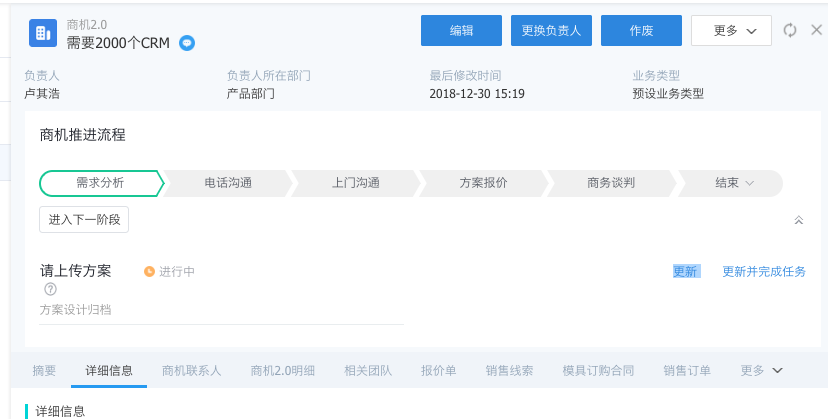 商机2.0
需要2000个CRM
编辑
更换负责人
作废
更多
负责人
负责人所在部门
最后修改时间
业务类型
卢其浩
产品部门
2018-12-30 15:19
预设业务类型
商机推进流程
需求分析
电话沟通
上门沟通
方案报价
商务谈判
结束
进入下一阶段
请上传方案
进行中
更新
更新并完成任务
?
方案设计归档
摘要
详细信息
商机联系人
商机2.0明细
相关团队
报价单
销售线索
模具订购合同
销售订单
更多
详细信息